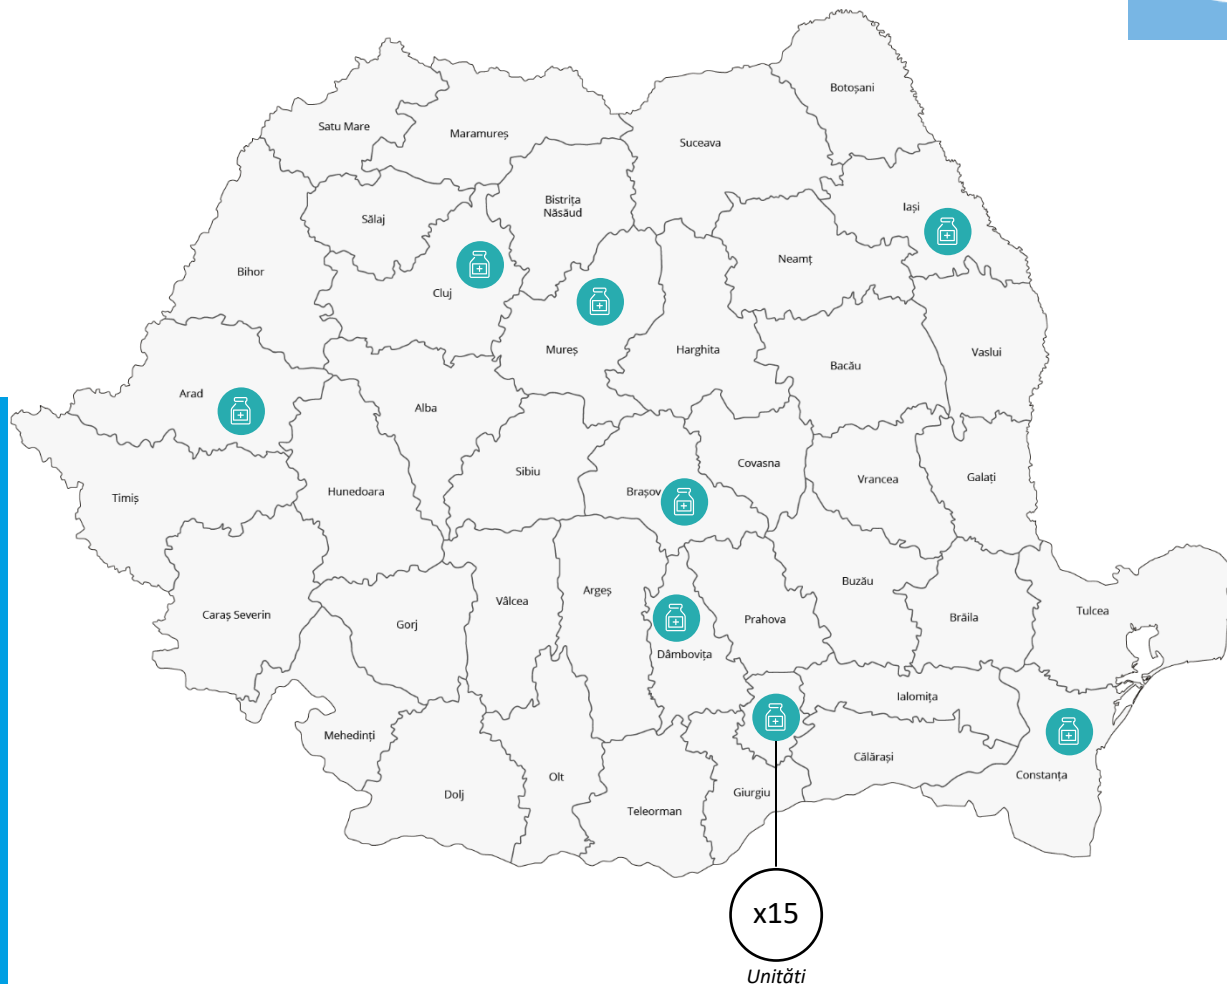 Botoșani
Satu Mare
Maramureș
Suceava
Bistrița
Năsăud
Iași
Sălaj
Neamț
Bihor
Cluj
Mureș
Harghita
Vaslui
Bacău
Arad
Alba
Covasna
Sibiu
Vrancea
Galați
Hunedoara
Brașov
Timiș
Buzău
Argeș
Vâlcea
Tulcea
Caraș Severin
Prahova
Brăila
Gorj
Dâmbovița
Ialomița
Mehedinți
Călărași
Constanța
Olt
Giurgiu
Dolj
Teleorman
x15
Unități